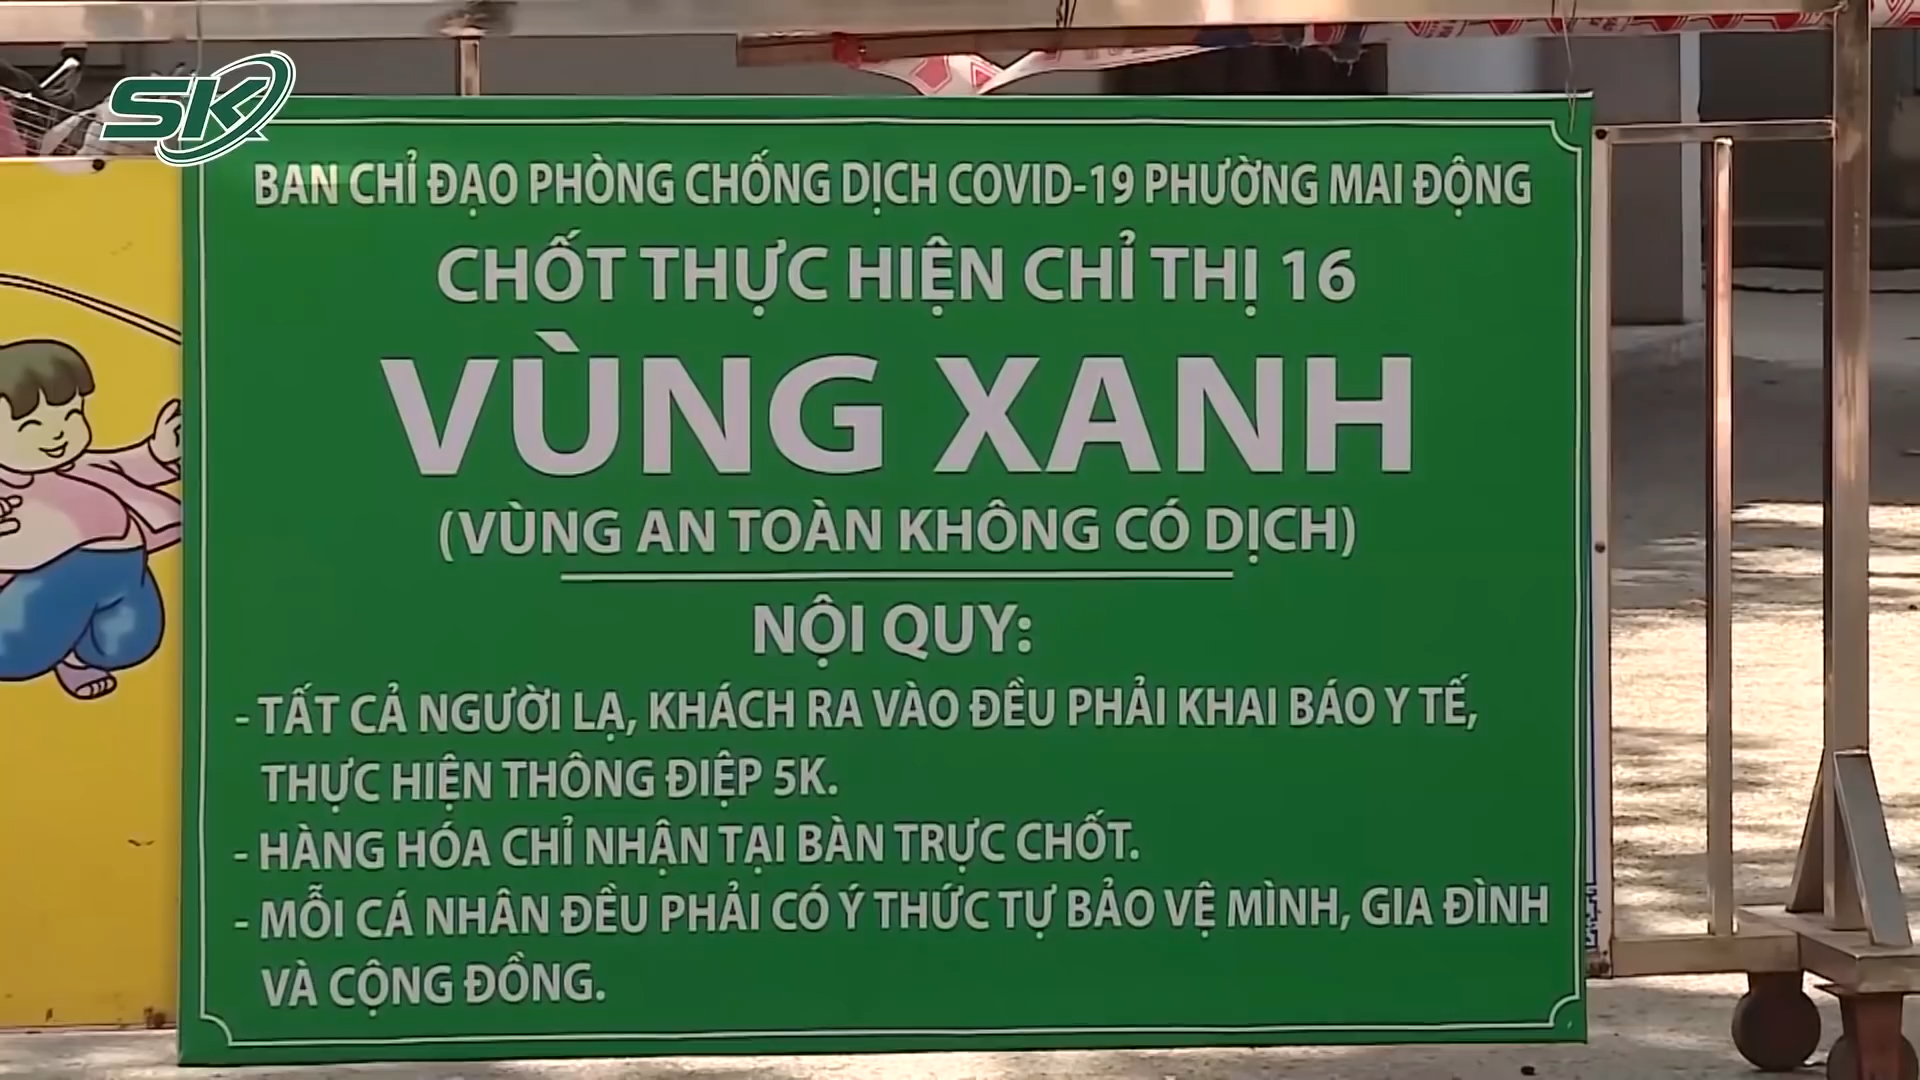 SK
BAN CHỈ ĐẠO PHÒNG CHỐNG DỊCH COVID-19 PHƯỜNG MAI ĐỘNG
CHỐT THỰC HIỆN CHỈ THỊ 16
VÙNG XANH
(VÙNG AN TOÀN KHÔNG CÓ DỊCH)
NỘI QUY:
- TẤT CẢ NGƯỜI LẠ, KHÁCH RA VÀO ĐỀU PHẢI KHAI BÁO Y TẾ,
THỰC HIỆN THÔNG ĐIỆP 5K.
- HÀNG HÓA CHỈ NHẬN TẠI BÀN TRỰC CHỐT.
- MỖI CÁ NHÂN ĐỀU PHẢI CÓ Ý THỨC TỰ BẢO VỆ MÌNH, GIA ĐÌNH
VÀ CỘNG ĐỒNG.